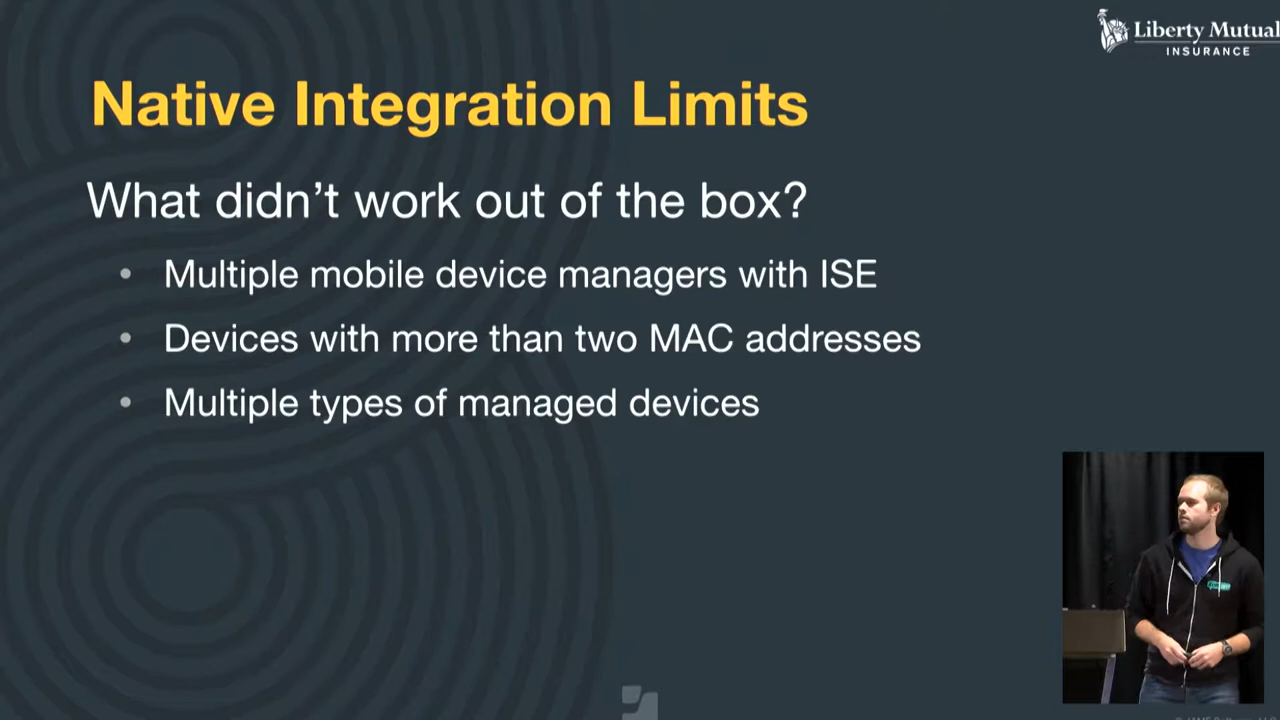 Liberty Mutual
INSURANCE
Native Integration Limits
What didn't work out of the box?
• Multiple mobile device managers with ISE
• Devices with more than two MAC addresses
• Multiple types of managed devices